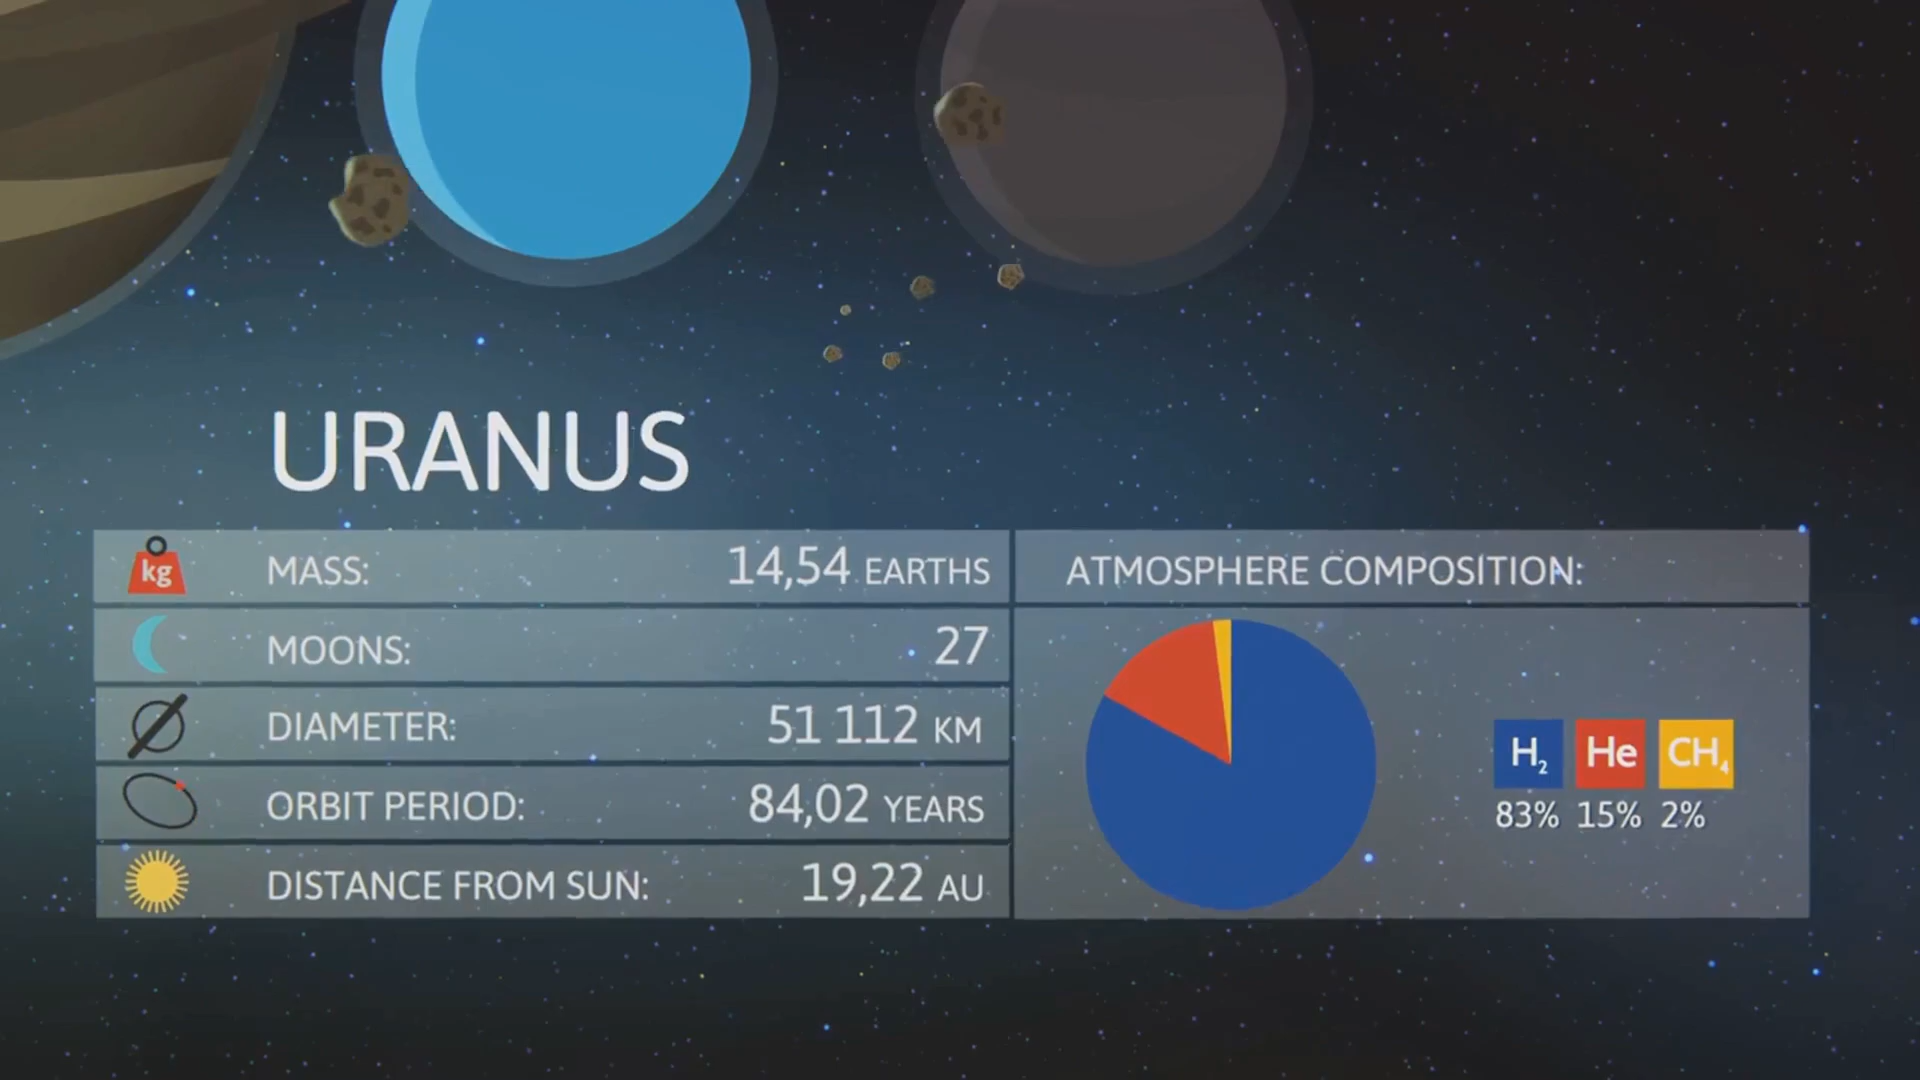 URANUS
kg MASS: 14,54 EARTHS
MOONS: 27
DIAMETER: 51 112 KM
ORBIT PERIOD: 84,02 YEARS
DISTANCE FROM SUN: 19,22 AU
ATMOSPHERE COMPOSITION:
H₂ He CH₄
83% 15% 2%